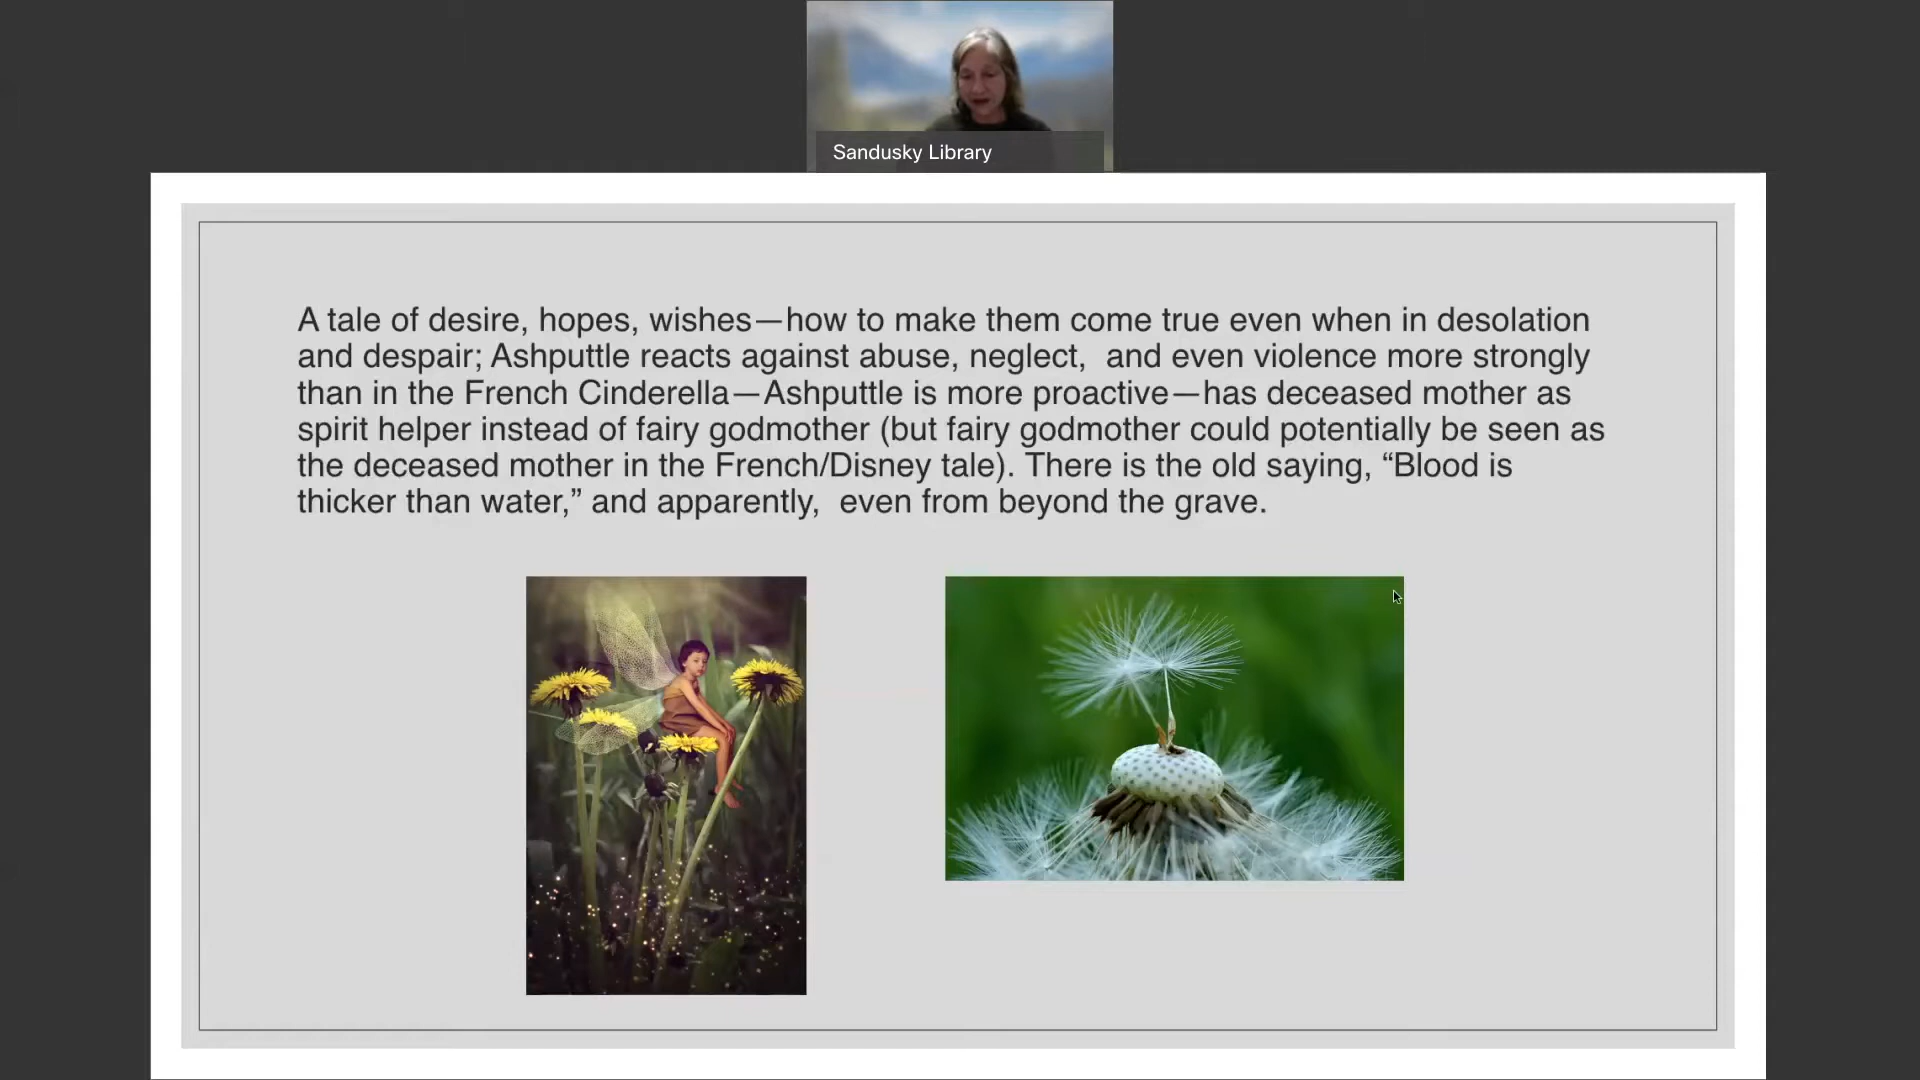 Sandusky Library
A tale of desire, hopes, wishes—how to make them come true even when in desolation
and despair; Ashputtle reacts against abuse, neglect,  and even violence more strongly
than in the French Cinderella—Ashputtle is more proactive—has deceased mother as
spirit helper instead of fairy godmother (but fairy godmother could potentially be seen as
the deceased mother in the French/Disney tale). There is the old saying, “Blood is
thicker than water,” and apparently,  even from beyond the grave.